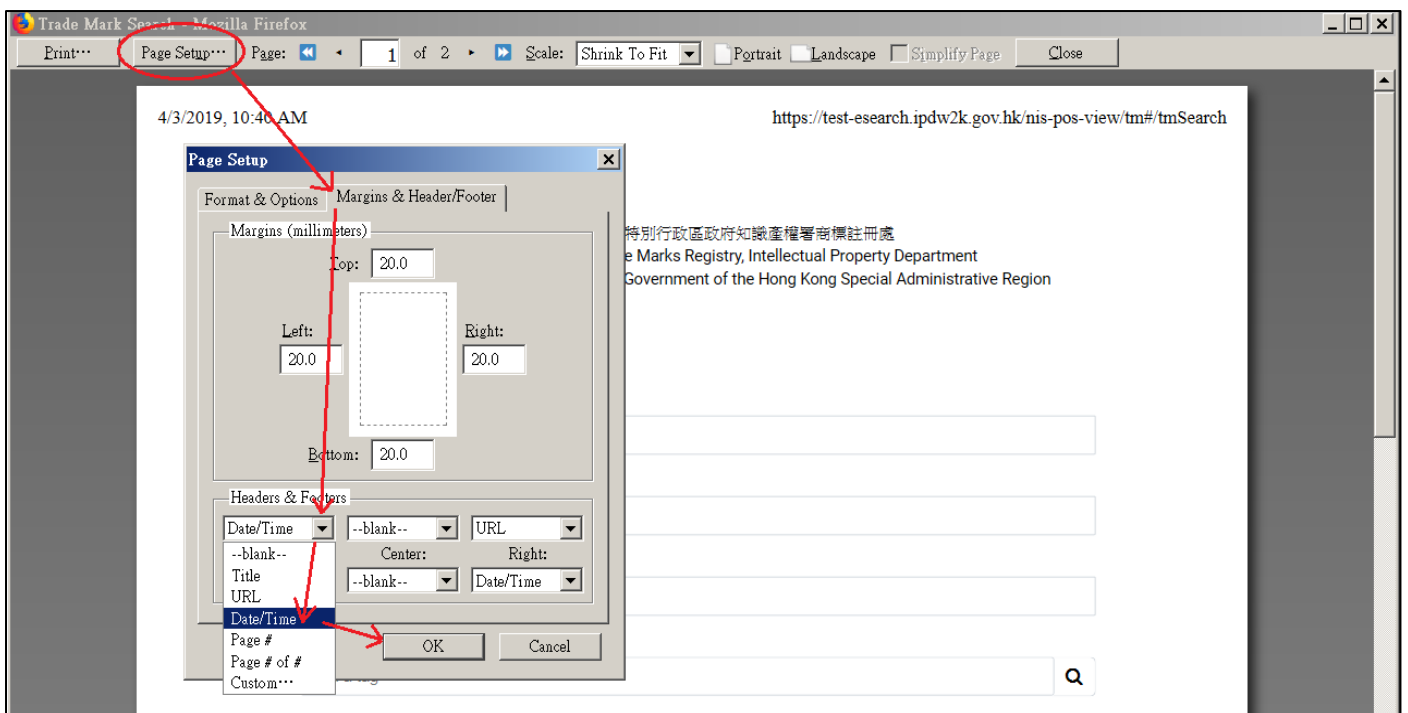 Trade Mark Search - Mozilla Firefox
Print… Page Setup… Page: 1 of 2 Scale: Shrink To Fit Portrait Landscape Simplify Page Close
4/3/2019, 10:40 AM https://test-esearch.ipdw2k.gov.hk/nis-pos-view/tm#/tmSearch
Page Setup
Format & Options Margins & Header/Footer
特別行政區政府知識產權署商標註冊處
e Marks Registry, Intellectual Property Department
Government of the Hong Kong Special Administrative Region
Margins (millimeters)
Top: 20.0
Left: Right:
20.0 20.0
Bottom: 20.0
Headers & Footers
Date/Time --blank-- URL
--blank-- Center: Right:
Title
--blank-- Date/Time
URL
Date/Time
Page #
Page # of #
Custom…
OK Cancel